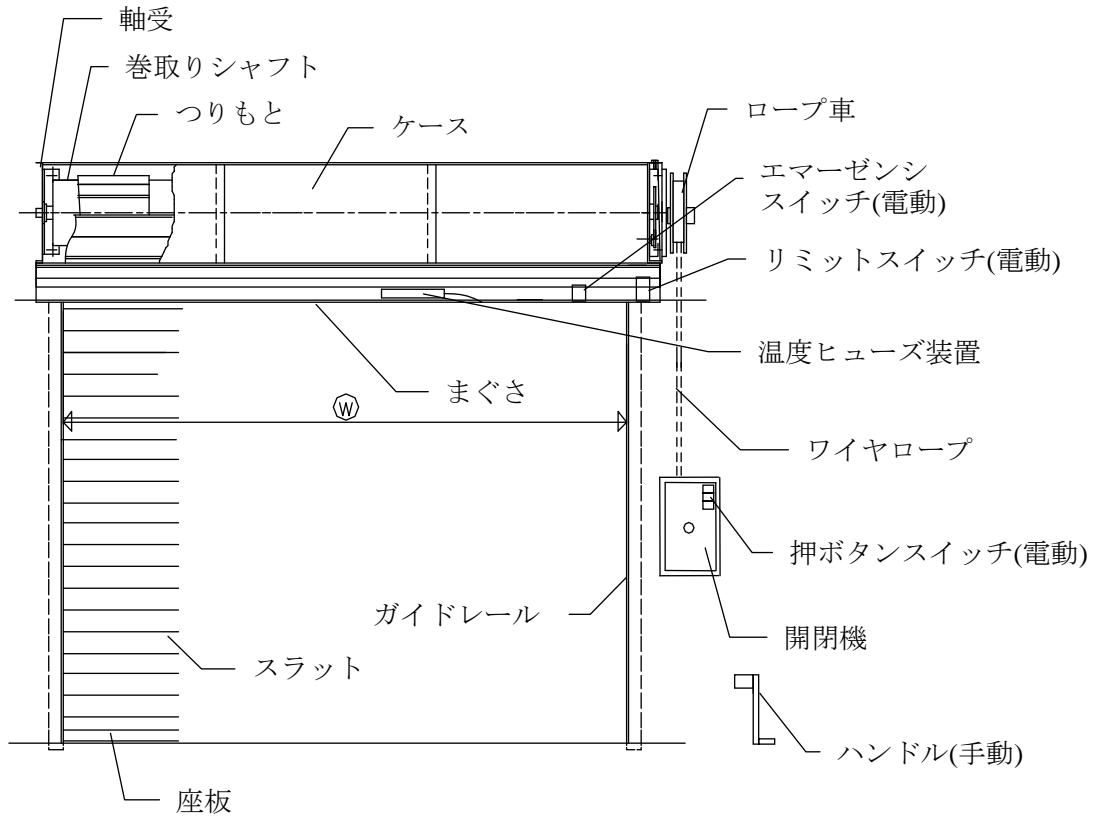 軸受
巻取りシャフト
つりもと
ケース
ロープ車
エマーゼンシ
スイッチ(電動)
リミットスイッチ(電動)
温度ヒューズ装置
まぐさ
W
ワイヤロープ
押ボタンスイッチ(電動)
ガイドレール
開閉機
スラット
ハンドル(手動)
座板